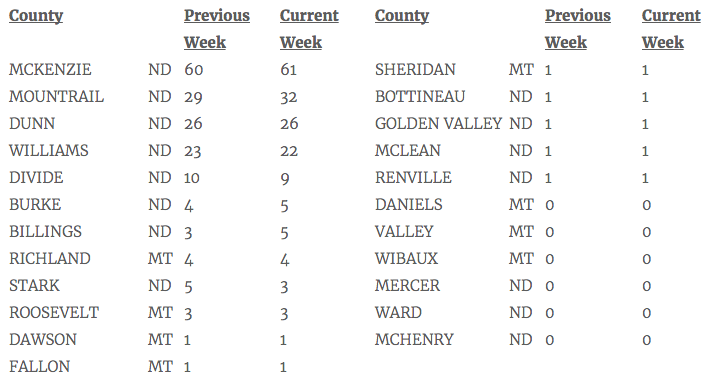 County Previous Week Current Week County Previous Week Current Week
MCKENZIE ND 60 61 SHERIDAN MT 1 1
MOUNTRAIL ND 29 32 BOTTINEAU ND 1 1
DUNN ND 26 26 GOLDEN VALLEY ND 1 1
WILLIAMS ND 23 22 MCLEAN ND 1 1
DIVIDE ND 10 9 RENVILLE ND 1 1
BURKE ND 4 5 DANIELS MT 0 0
BILLINGS ND 3 5 VALLEY MT 0 0
RICHLAND MT 4 4 WIBAUX MT 0 0
STARK ND 5 3 MERCER ND 0 0
ROOSEVELT MT 3 3 WARD ND 0 0
DAWSON MT 1 1 MCHENRY ND 0 0
FALLON MT 1 1